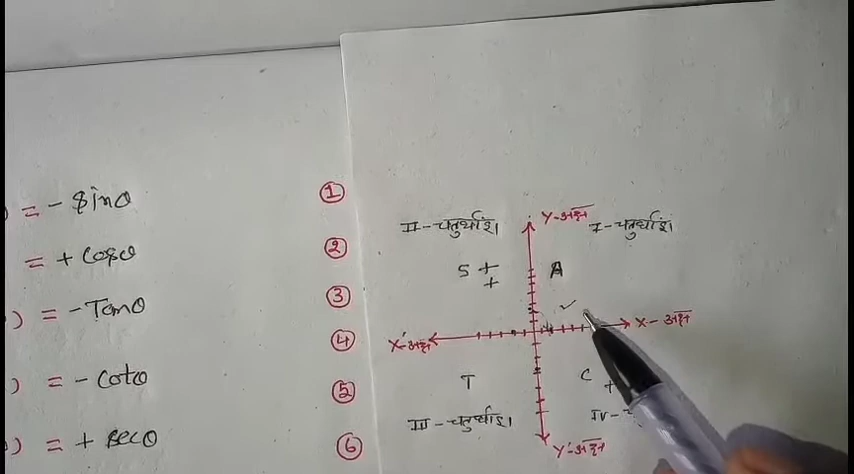 ) = - sinθ
= + cosθ
) = - Tanθ
) = - cotθ
) = + secθ
①
②
③
④
⑤
⑥
Y-अक्ष
II-चतुर्थांश।
I-चतुर्थांश।
S +
+
A
✓
X'-अक्ष
X-अक्ष
T
C
+
III-चतुर्थांश।
IV-
Y'-अक्ष